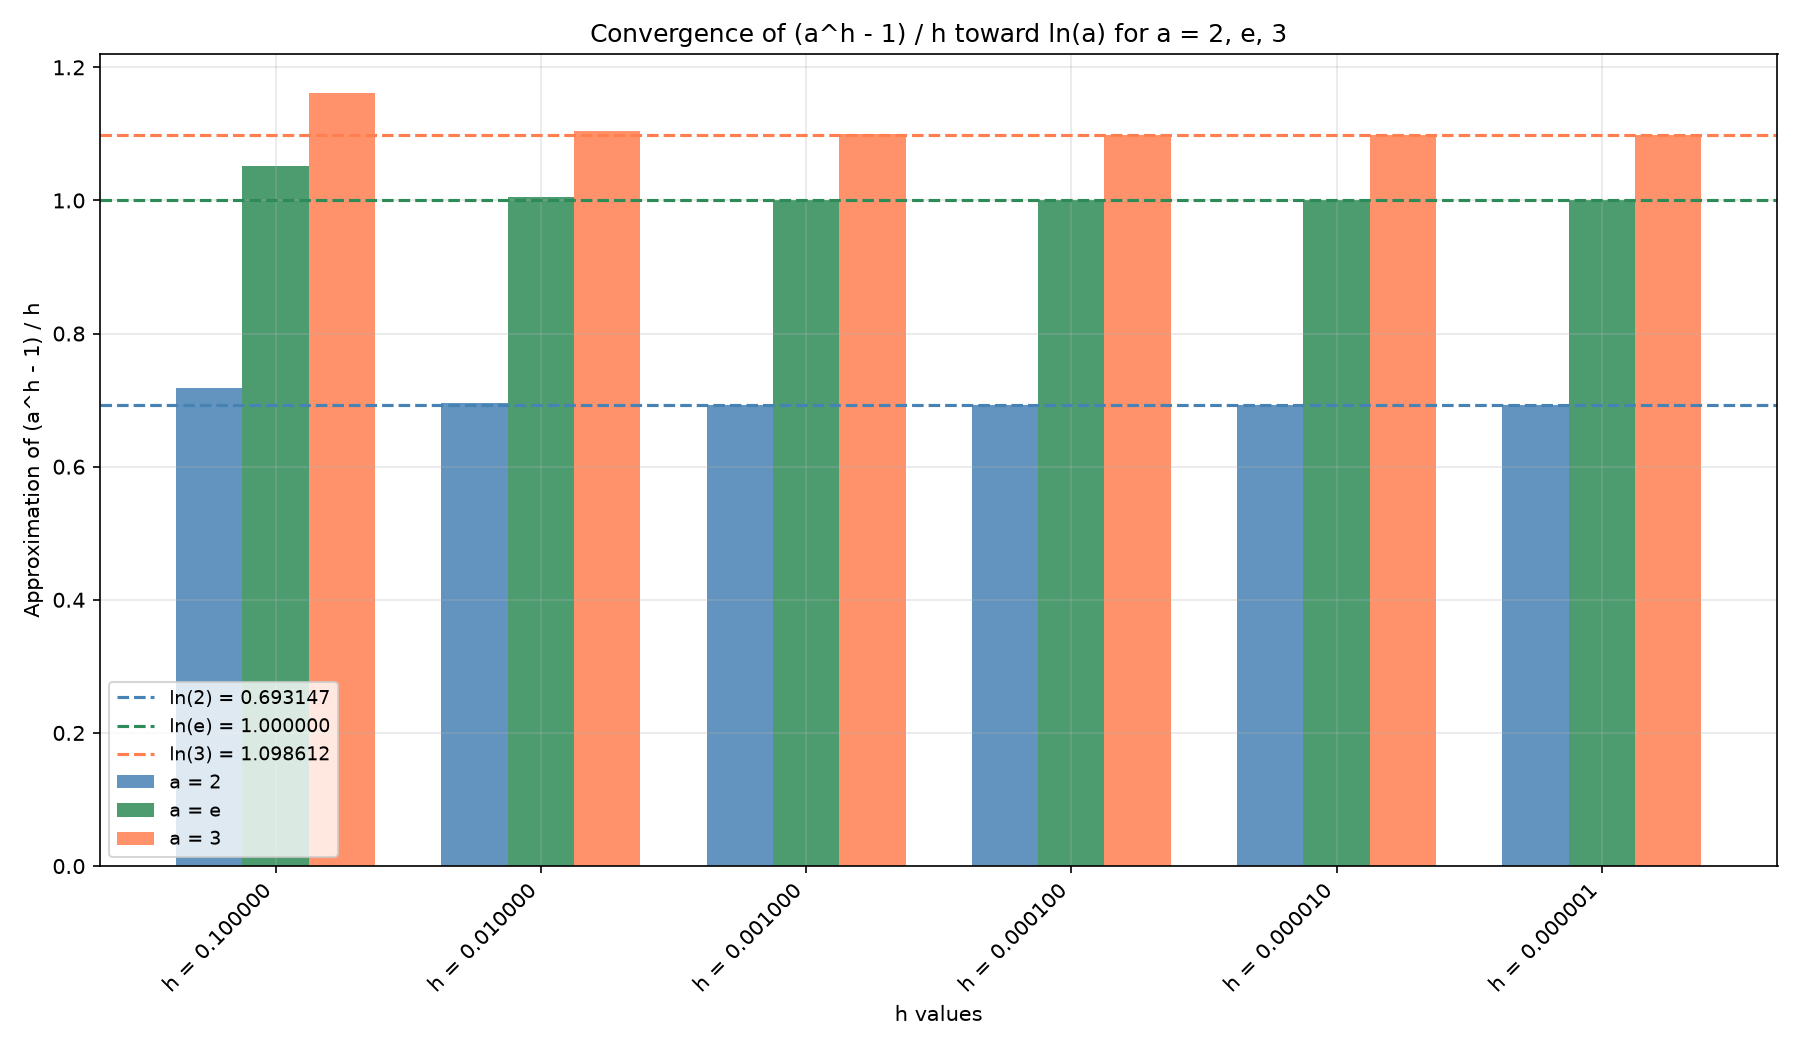 Convergence of (a^h - 1) / h toward ln(a) for a = 2, e, 3
Approximation of (a^h - 1) / h
1.2
1.0
0.8
0.6
0.4
0.2
0.0
ln(2) = 0.693147
ln(e) = 1.000000
ln(3) = 1.098612
a = 2
a = e
a = 3
h = 0.100000
h = 0.010000
h = 0.001000
h = 0.000100
h = 0.000010
h = 0.000001
h values